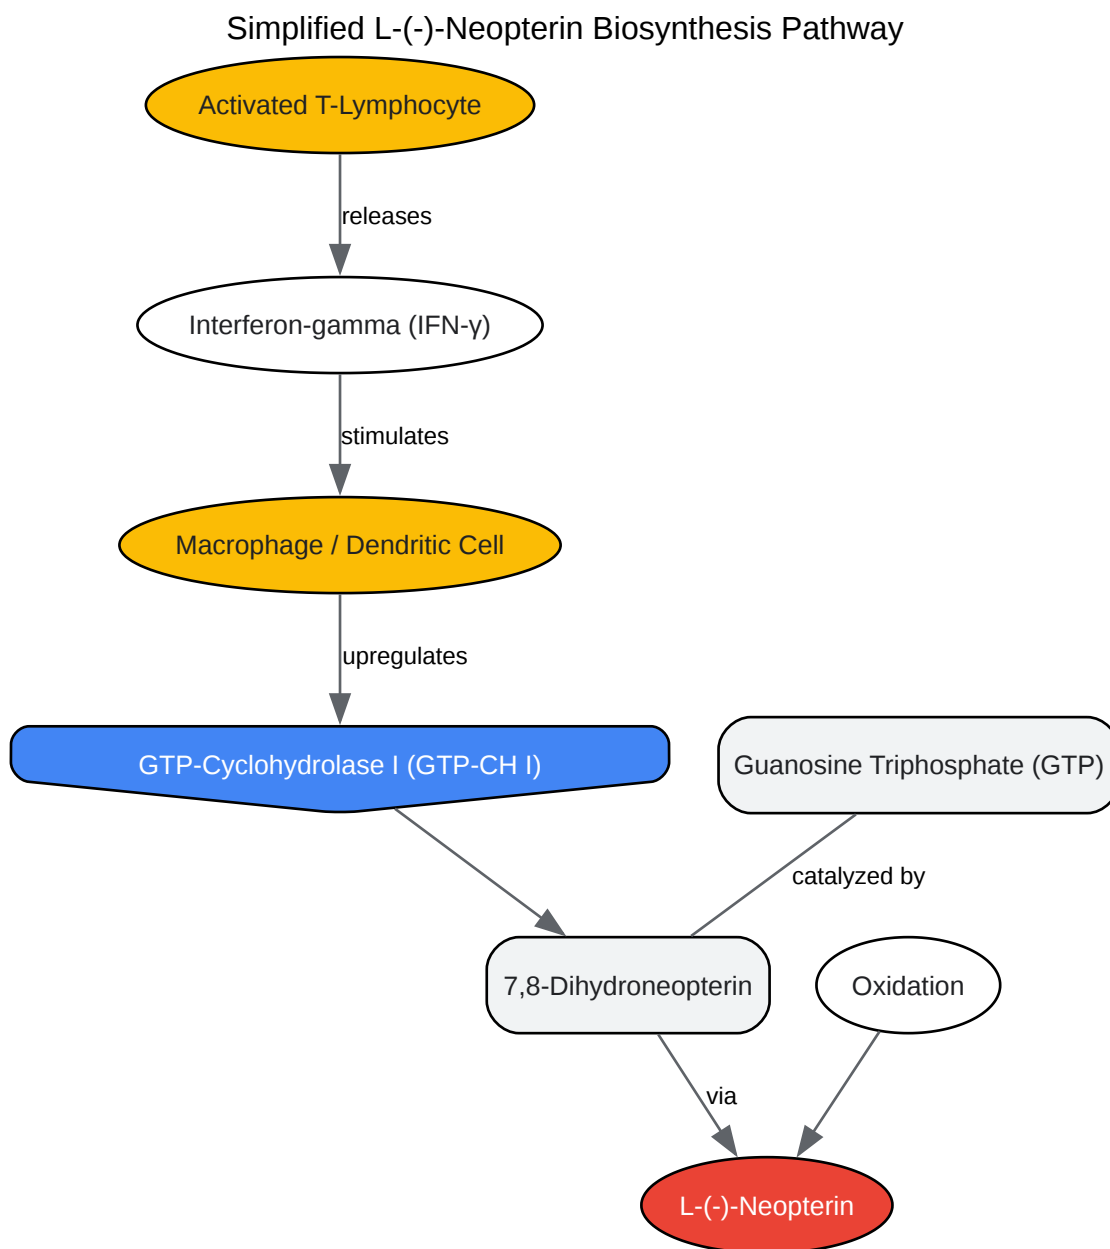 Simplified L-(-)-Neopterin Biosynthesis Pathway
Activated T-Lymphocyte
releases
Interferon-gamma (IFN-γ)
stimulates
Macrophage / Dendritic Cell
upregulates
GTP-Cyclohydrolase I (GTP-CH I)
Guanosine Triphosphate (GTP)
catalyzed by
7,8-Dihydroneopterin
Oxidation
via
L-(-)-Neopterin